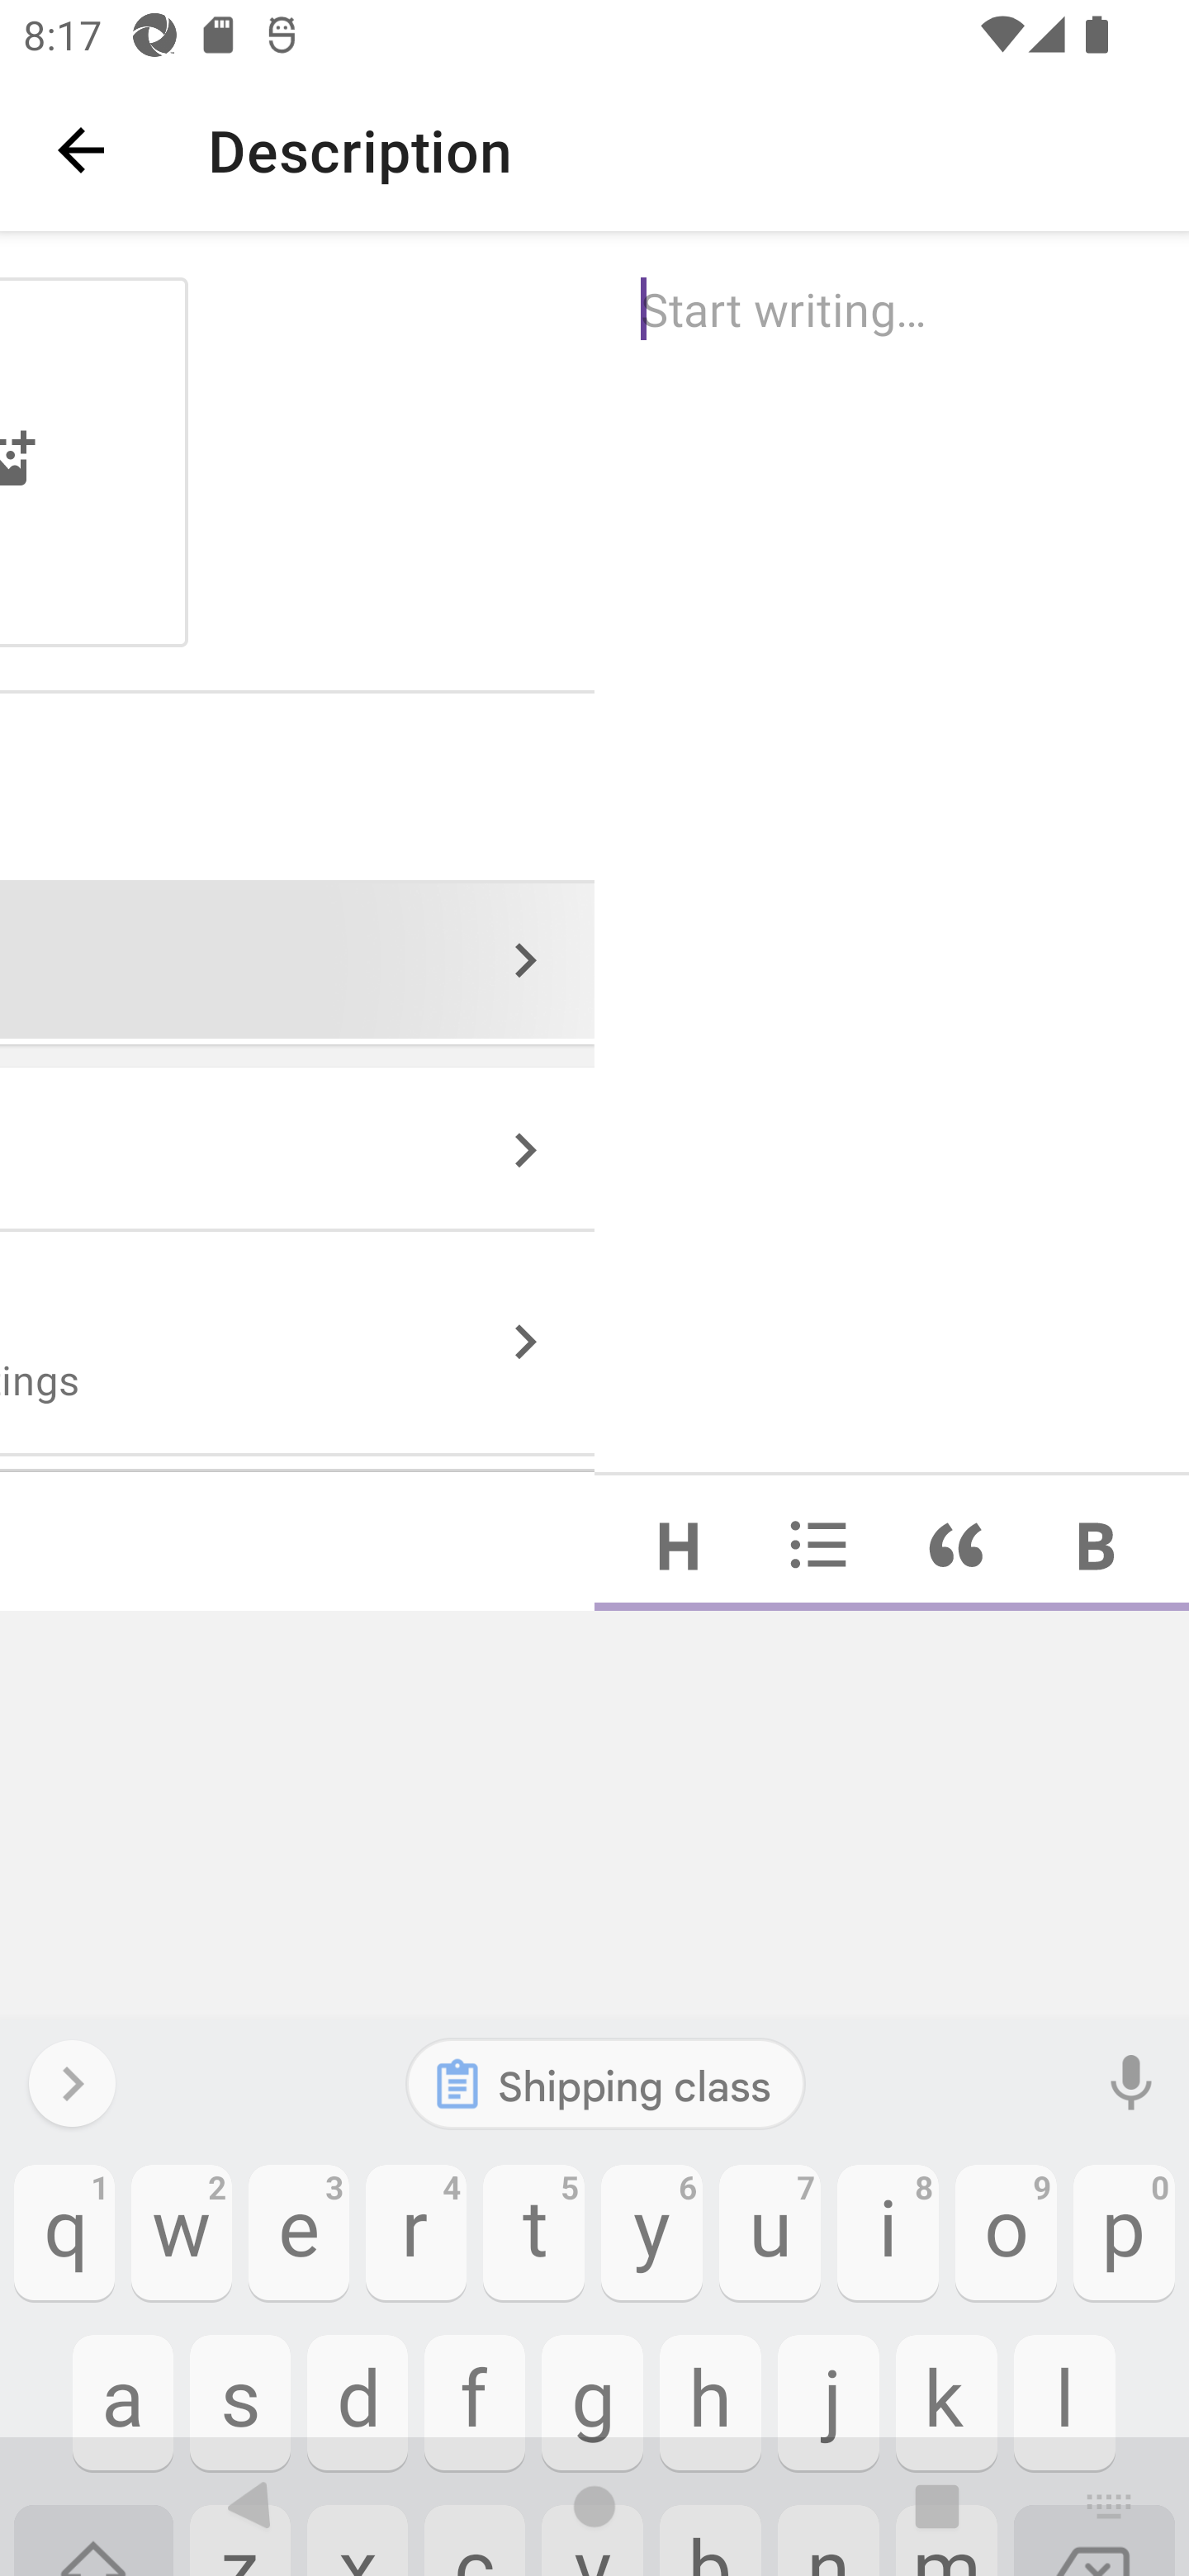 8:17
Description
Start writing…
ings
H
B
Shipping class
1 2 3 4 5 6 7 8 9 0
q w e r t y u i o p
a s d f g h j k l
z x c v b n m